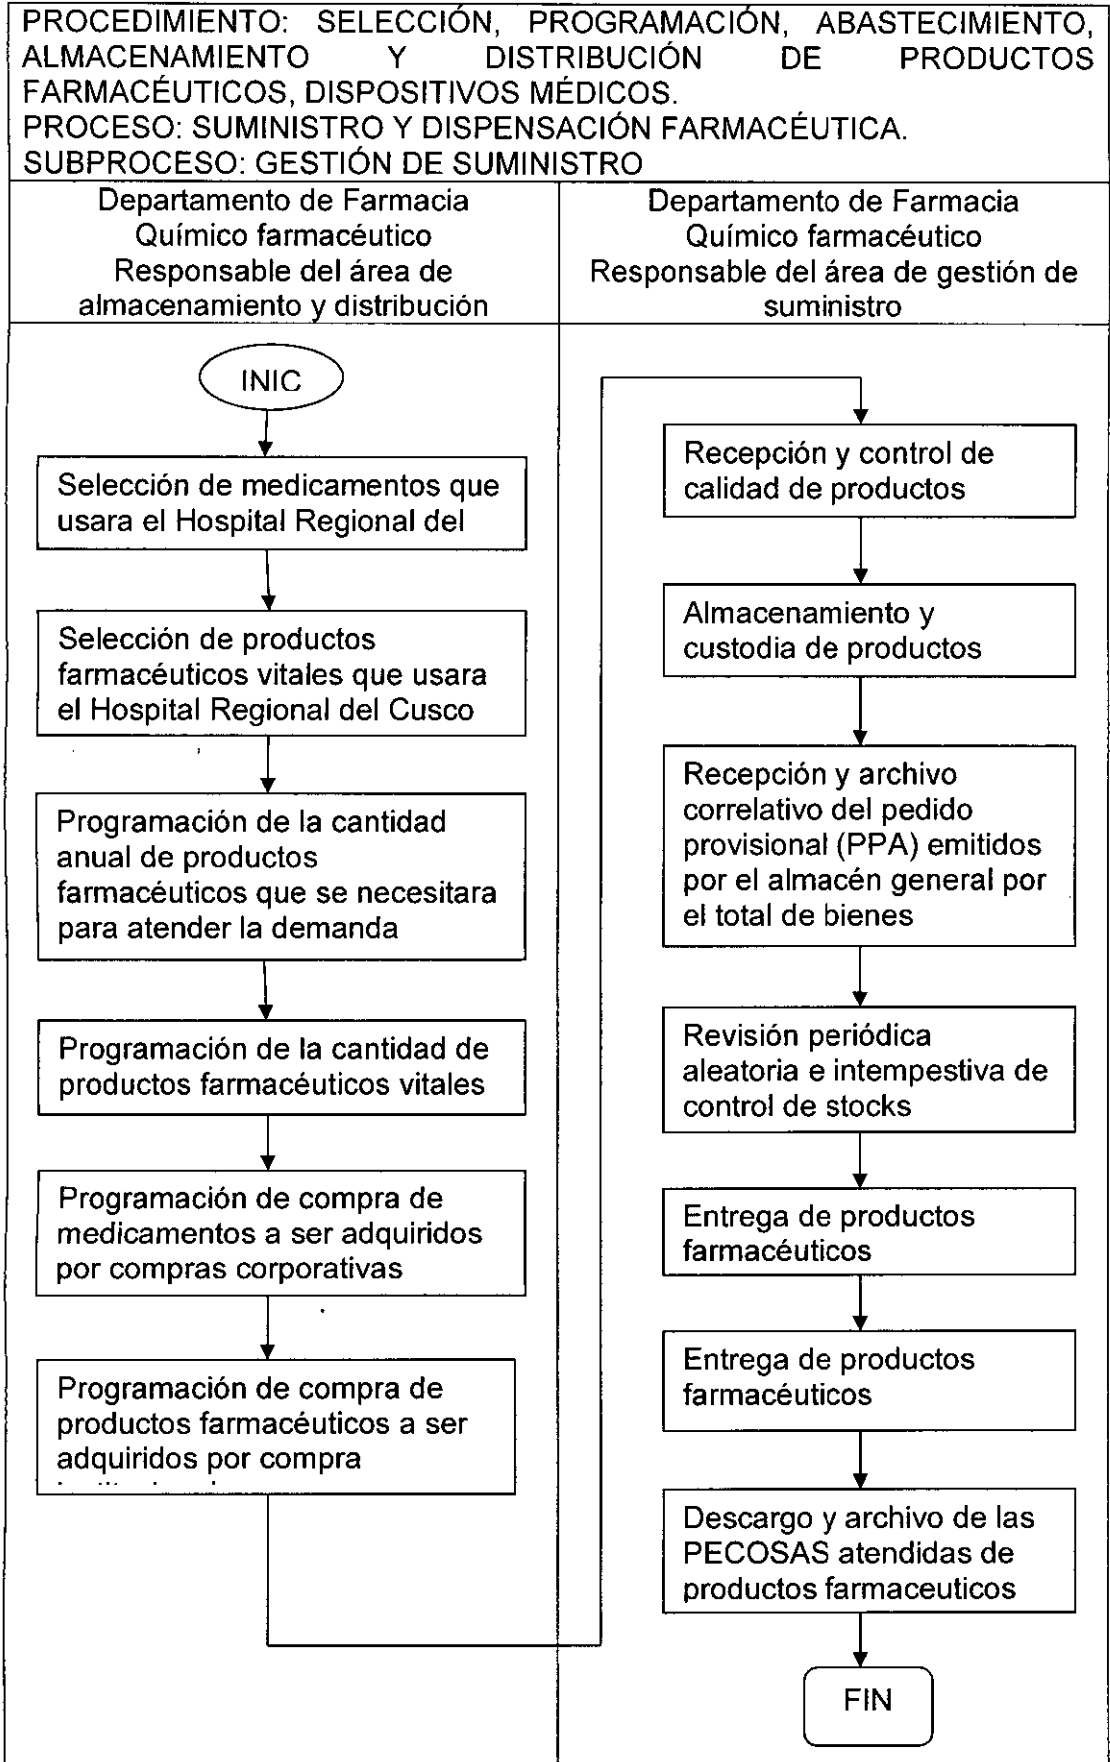 PROCEDIMIENTO: SELECCIÓN, PROGRAMACIÓN, ABASTECIMIENTO,
ALMACENAMIENTO Y DISTRIBUCIÓN DE PRODUCTOS
FARMACÉUTICOS, DISPOSITIVOS MÉDICOS.
PROCESO: SUMINISTRO Y DISPENSACIÓN FARMACÉUTICA.
SUBPROCESO: GESTIÓN DE SUMINISTRO
Departamento de Farmacia
Químico farmacéutico
Responsable del área de
almacenamiento y distribución
Departamento de Farmacia
Químico farmacéutico
Responsable del área de gestión de
suministro
INIC
Selección de medicamentos que
usara el Hospital Regional del
Selección de productos
farmacéuticos vitales que usara
el Hospital Regional del Cusco
Programación de la cantidad
anual de productos
farmacéuticos que se necesitara
para atender la demanda
Programación de la cantidad de
productos farmacéuticos vitales
Programación de compra de
medicamentos a ser adquiridos
por compras corporativas
Programación de compra de
productos farmacéuticos a ser
adquiridos por compra
Recepción y control de
calidad de productos
Almacenamiento y
custodia de productos
Recepción y archivo
correlativo del pedido
provisional (PPA) emitidos
por el almacén general por
el total de bienes
Revisión periódica
aleatoria e intempestiva de
control de stocks
Entrega de productos
farmacéuticos
Entrega de productos
farmacéuticos
Descargo y archivo de las
PECOSAS atendidas de
productos farmaceuticos
FIN